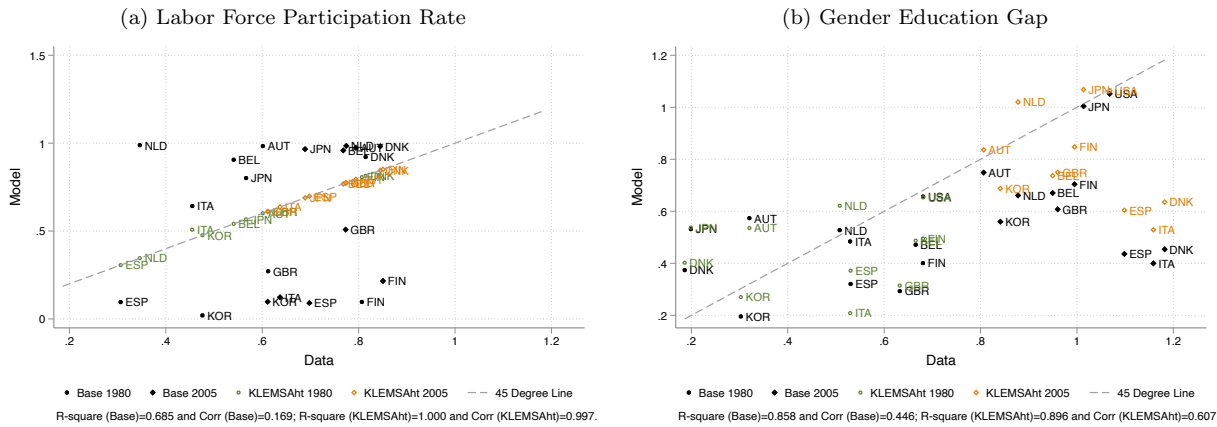 (a) Labor Force Participation Rate
1.5
1
.5
0
Model
NLD
AUT
BEL
JPN
ITA
JPN
NLD
BEL
DNK
DNK
GBR
GBR
FIN
ESP
KOR
KOR
ITA
ESP
FIN
ESP
NLD
ITA
KOR
BEL
JPN
.2
.4
.6
.8
1
1.2
Data
Base 1980
Base 2005
KLEMSAht 1980
KLEMSAht 2005
45 Degree Line
R-square (Base)=0.685 and Corr (Base)=0.169; R-square (KLEMSAht)=1.000 and Corr (KLEMSAht)=0.997.
(b) Gender Education Gap
1.2
1
.8
.6
.4
.2
Model
JPN
USA
USA
JPN
NLD
AUT
FIN
AUT
KOR
GBR
BEL
NLD
BEL
FIN
GBR
KOR
ESP
DNK
ITA
ESP
DNK
ITA
USA
NLD
AUT
AUT
JPN
NLD
ITA
FIN
BEL
FIN
DNK
DNK
ESP
ESP
GBR
GBR
KOR
KOR
ITA
.2
.4
.6
.8
1
1.2
Data
Base 1980
Base 2005
KLEMSAht 1980
KLEMSAht 2005
45 Degree Line
R-square (Base)=0.858 and Corr (Base)=0.446; R-square (KLEMSAht)=0.896 and Corr (KLEMSAht)=0.607